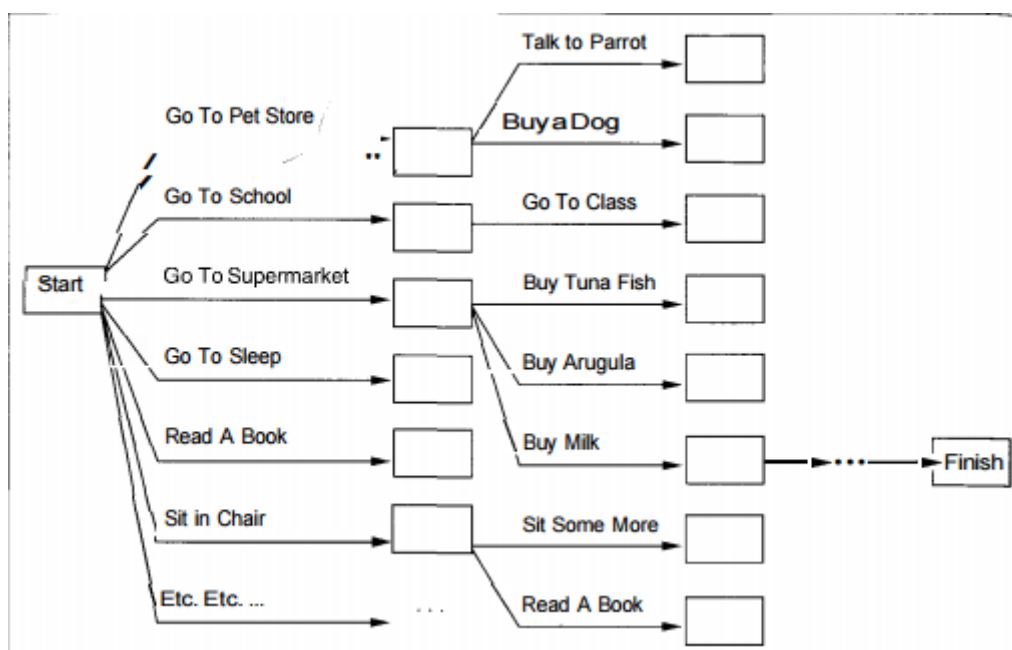 Talk to Parrot
Go To Pet Store
Buy a Dog
Go To School
Go To Class
Start
Go To Supermarket
Buy Tuna Fish
Go To Sleep
Buy Arugula
Read A Book
Buy Milk
...
Finish
Sit in Chair
Sit Some More
Etc. Etc. ...
...
Read A Book